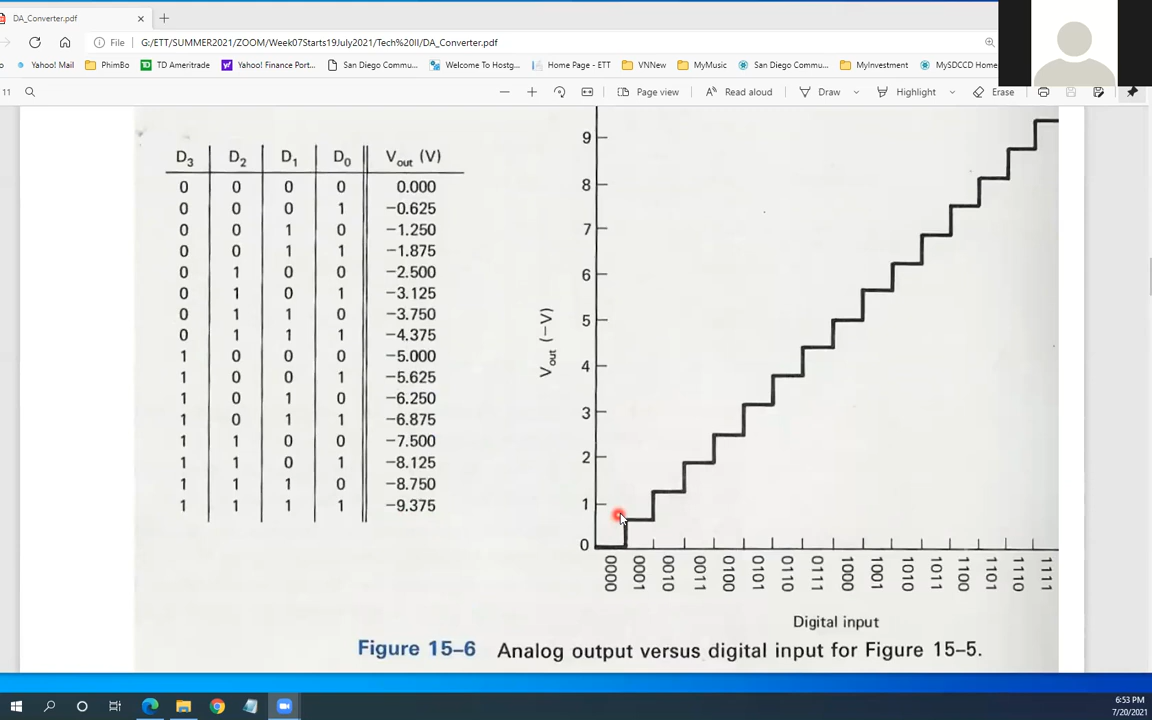 DA_Converter.pdf
File G:/ETT/SUMMER2021/ZOOM/Week07Starts19July2021/Tech%20II/DA_Converter.pdf
Yahoo! Mail PhimBo TD Ameritrade Yahoo! Finance Port... San Diego Commu... Welcome To Hostg... Home Page - ETT VNNew MyMusic San Diego Commu... MyInvestment MySDCCD Home
11 Page view Read aloud Draw Highlight Erase
D3 D2 D1 D0 Vout (V)
0 0 0 0 0.000
0 0 0 1 −0.625
0 0 1 0 −1.250
0 0 1 1 −1.875
0 1 0 0 −2.500
0 1 0 1 −3.125
0 1 1 0 −3.750
0 1 1 1 −4.375
1 0 0 0 −5.000
1 0 0 1 −5.625
1 0 1 0 −6.250
1 0 1 1 −6.875
1 1 0 0 −7.500
1 1 0 1 −8.125
1 1 1 0 −8.750
1 1 1 1 −9.375
Vout (−V)
9
8
7
6
5
4
3
2
1
0
0000 0001 0010 0011 0100 0101 0110 0111 1000 1001 1010 1011 1100 1101 1110 1111
Digital input
Figure 15–6 Analog output versus digital input for Figure 15–5.
6:53 PM
7/20/2021